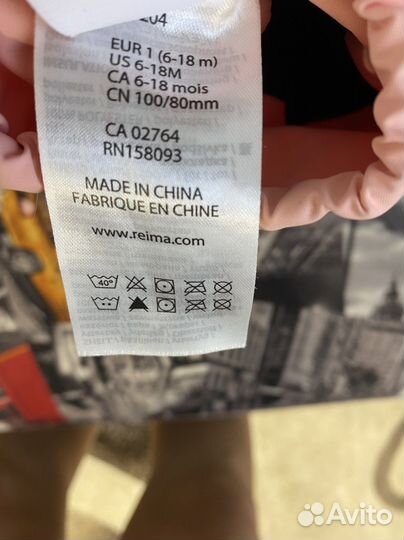 204
EUR 1 (6-18 m)
US 6-18M
CA 6-18 mois
CN 100/80mm
CA 02764
RN158093
MADE IN CHINA
FABRIQUE EN CHINE
www.reima.com
40°
Avito